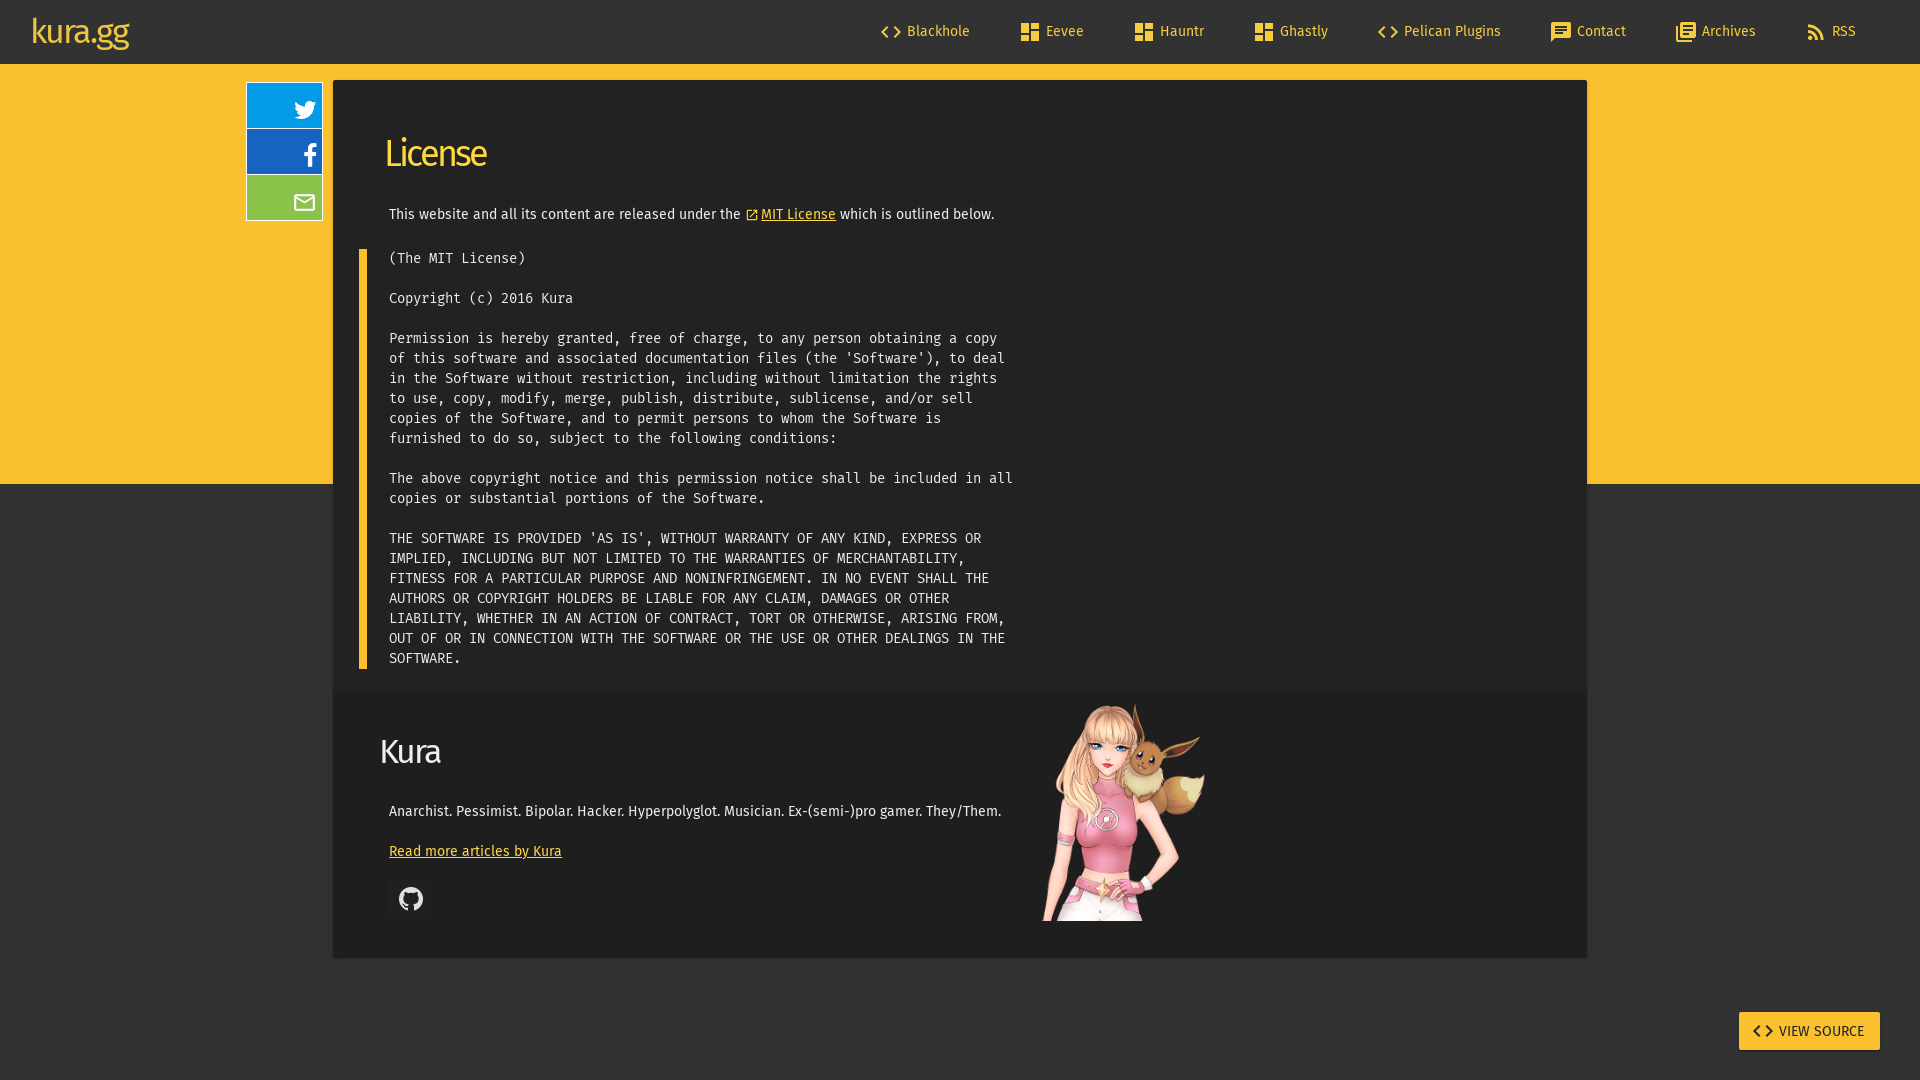 kura.gg
Blackhole
Eevee
Hauntr
Ghastly
Pelican Plugins
Contact
Archives
RSS
License
This website and all its content are released under the MIT License which is outlined below.
(The MIT License)
Copyright (c) 2016 Kura
Permission is hereby granted, free of charge, to any person obtaining a copy
of this software and associated documentation files (the 'Software'), to deal
in the Software without restriction, including without limitation the rights
to use, copy, modify, merge, publish, distribute, sublicense, and/or sell
copies of the Software, and to permit persons to whom the Software is
furnished to do so, subject to the following conditions:
The above copyright notice and this permission notice shall be included in all
copies or substantial portions of the Software.
THE SOFTWARE IS PROVIDED 'AS IS', WITHOUT WARRANTY OF ANY KIND, EXPRESS OR
IMPLIED, INCLUDING BUT NOT LIMITED TO THE WARRANTIES OF MERCHANTABILITY,
FITNESS FOR A PARTICULAR PURPOSE AND NONINFRINGEMENT. IN NO EVENT SHALL THE
AUTHORS OR COPYRIGHT HOLDERS BE LIABLE FOR ANY CLAIM, DAMAGES OR OTHER
LIABILITY, WHETHER IN AN ACTION OF CONTRACT, TORT OR OTHERWISE, ARISING FROM,
OUT OF OR IN CONNECTION WITH THE SOFTWARE OR THE USE OR OTHER DEALINGS IN THE
SOFTWARE.
Kura
Anarchist. Pessimist. Bipolar. Hacker. Hyperpolyglot. Musician. Ex-(semi-)pro gamer. They/Them.
Read more articles by Kura
VIEW SOURCE